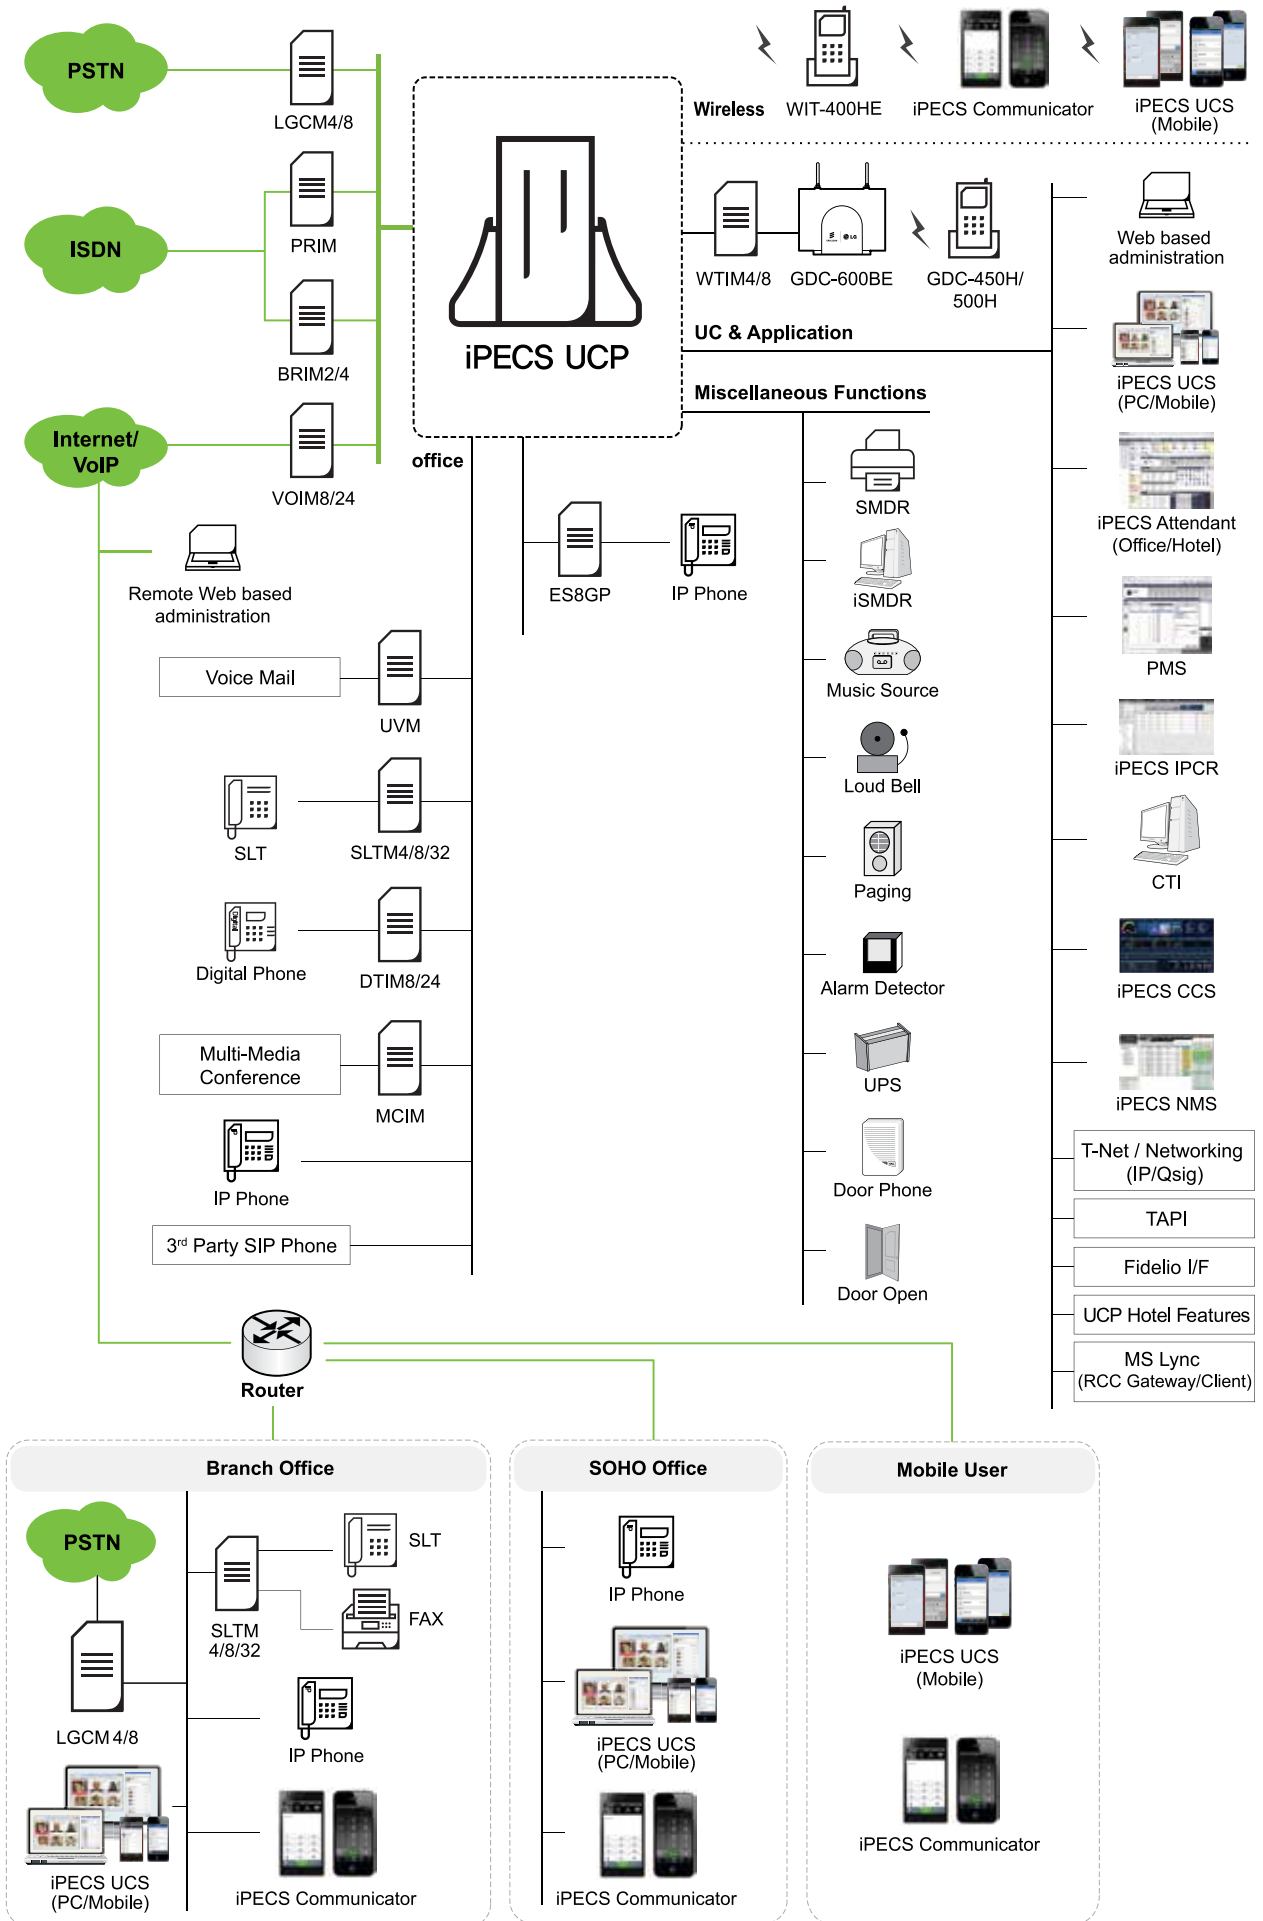 PSTN
LGCM4/8
ISDN
PRIM
BRIM2/4
Internet/
VoIP
VOIM8/24
iPECS UCP
Wireless
WIT-400HE
iPECS Communicator
iPECS UCS
(Mobile)
WTIM4/8
GDC-600BE
GDC-450H/
500H
UC & Application
Miscellaneous Functions
office
Remote Web based
administration
Voice Mail
UVM
SLT
SLTM4/8/32
Digital
Digital Phone
DTIM8/24
Multi-Media
Conference
MCIM
IP Phone
3rd Party SIP Phone
ES8GP
IP Phone
SMDR
iSMDR
Music Source
Loud Bell
Paging
Alarm Detector
UPS
Door Phone
Door Open
Web based
administration
iPECS UCS
(PC/Mobile)
iPECS Attendant
(Office/Hotel)
PMS
iPECS IPCR
CTI
iPECS CCS
iPECS NMS
T-Net / Networking
(IP/Qsig)
TAPI
Fidelio I/F
UCP Hotel Features
MS Lync
(RCC Gateway/Client)
Router
Branch Office
PSTN
LGCM 4/8
SLTM
4/8/32
SLT
FAX
IP Phone
iPECS UCS
(PC/Mobile)
iPECS Communicator
SOHO Office
IP Phone
iPECS UCS
(PC/Mobile)
iPECS Communicator
Mobile User
iPECS UCS
(Mobile)
iPECS Communicator